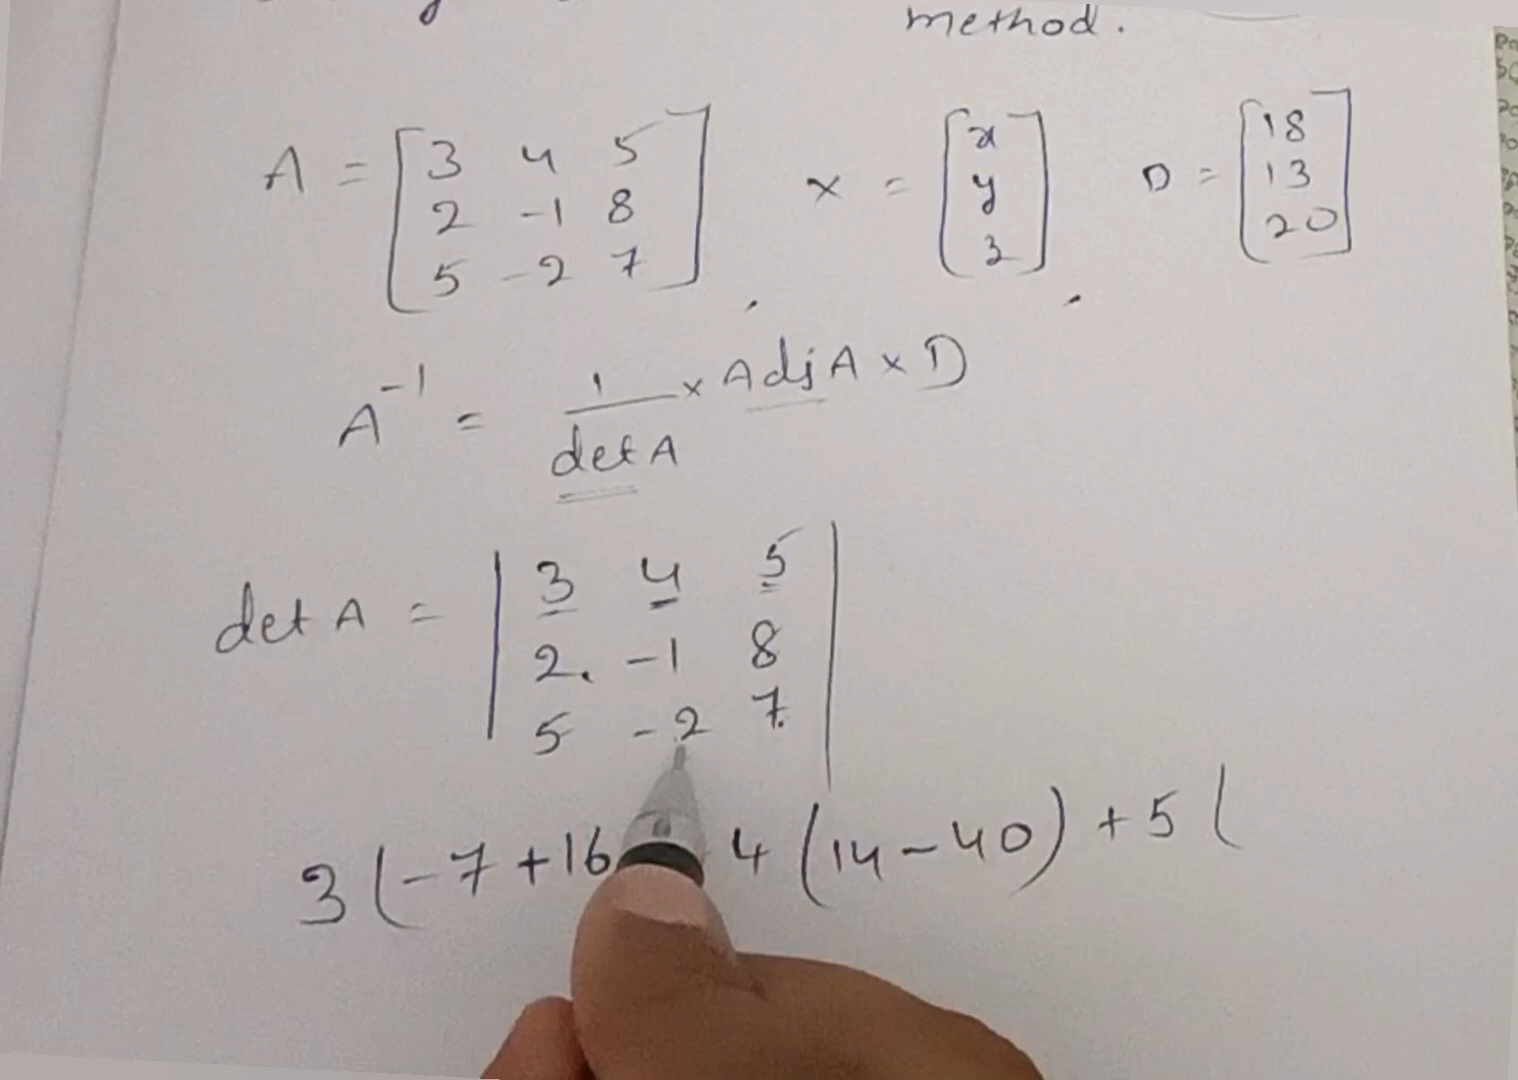 method.
A = [3 4 5
2 -1 8
5 -2 7], x = [x
y
z], D = [18
13
20]
A⁻¹ = 1/det A × Adj A × D
det A = |3 4 5
2. -1 8
5 -2 7|
3(-7+16 4(14-40)+5(